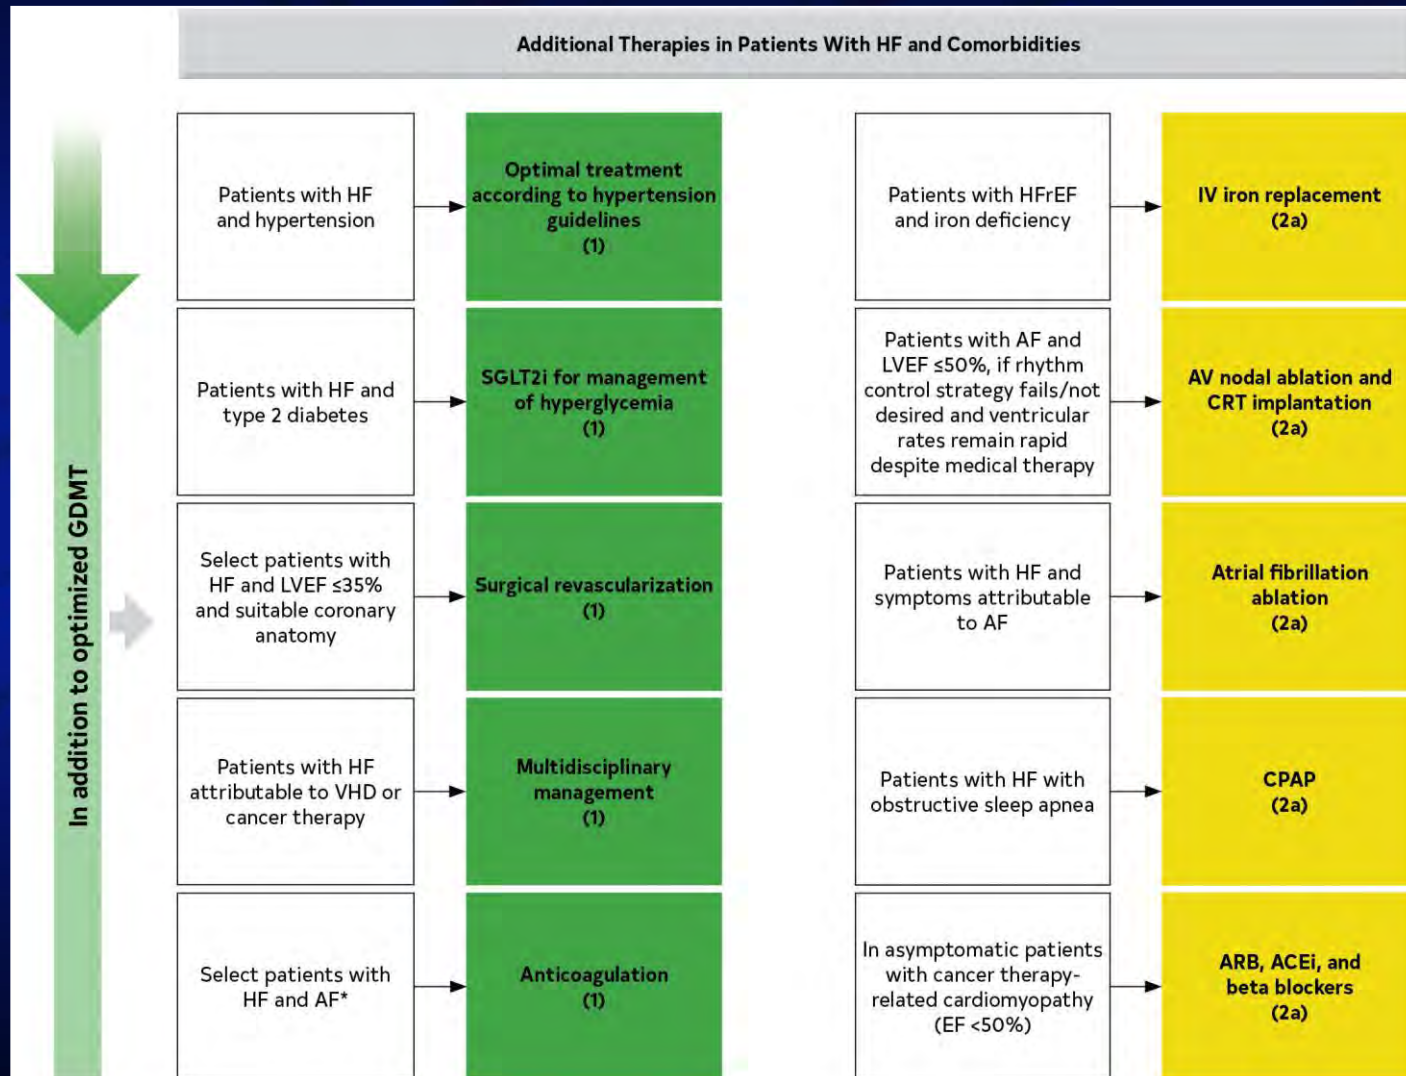 Additional Therapies in Patients With HF and Comorbidities
In addition to optimized GDMT
Patients with HF
and hypertension
Optimal treatment
according to hypertension
guidelines
(1)
Patients with HF and
type 2 diabetes
SGLT2i for management
of hyperglycemia
(1)
Select patients with
HF and LVEF ≤35%
and suitable coronary
anatomy
Surgical revascularization
(1)
Patients with HF
attributable to VHD or
cancer therapy
Multidisciplinary
management
(1)
Select patients with
HF and AF*
Anticoagulation
(1)
Patients with HFrEF
and iron deficiency
IV iron replacement
(2a)
Patients with AF and
LVEF ≤50%, if rhythm
control strategy fails/not
desired and ventricular
rates remain rapid
despite medical therapy
AV nodal ablation and
CRT implantation
(2a)
Patients with HF and
symptoms attributable
to AF
Atrial fibrillation
ablation
(2a)
Patients with HF with
obstructive sleep apnea
CPAP
(2a)
In asymptomatic patients
with cancer therapy-
related cardiomyopathy
(EF <50%)
ARB, ACEi, and
beta blockers
(2a)